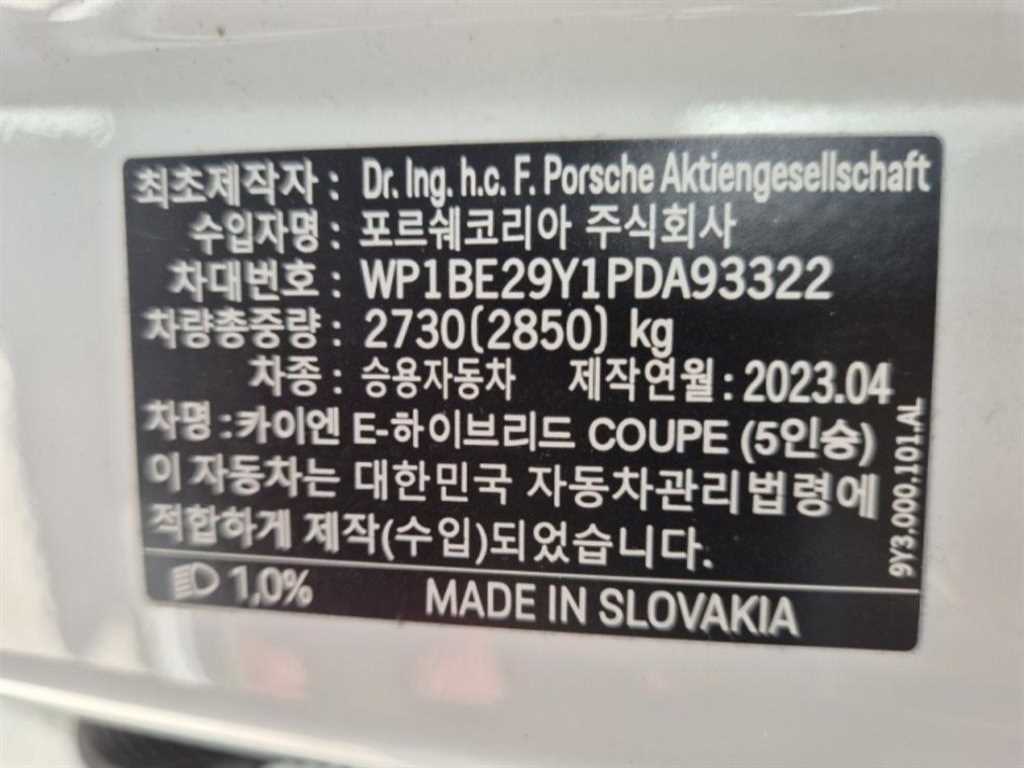 최초제작자 : Dr. Ing. h.c. F. Porsche Aktiengesellschaft
수입자명 : 포르쉐코리아 주식회사
차대번호 : WP1BE29Y1PDA93322
차량총중량 : 2730(2850) kg
차종 : 승용자동차 제작연월 : 2023.04
차명 : 카이엔 E-하이브리드 COUPE (5인승)
이 자동차는 대한민국 자동차관리법령에
적합하게 제작(수입)되었습니다.
1,0% MADE IN SLOVAKIA
9Y3.000.101.AL